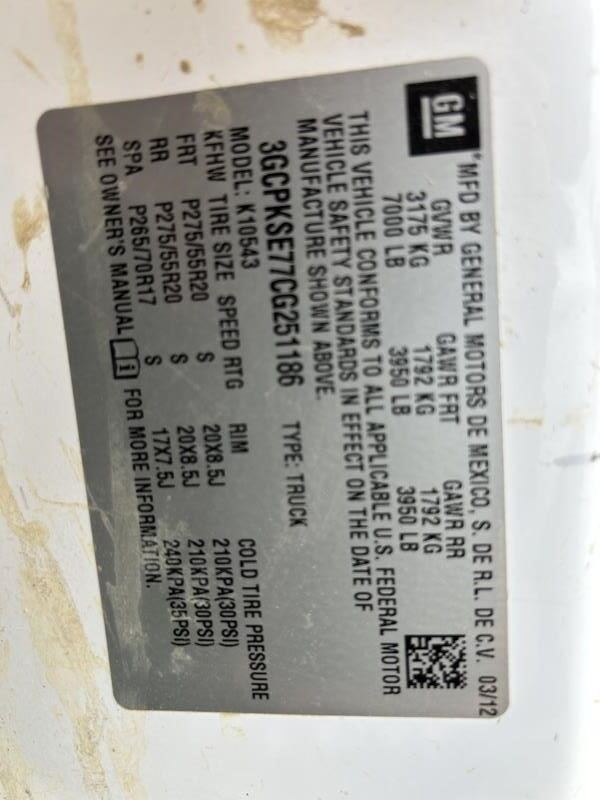 GM
*MFD BY GENERAL MOTORS DE MEXICO, S. DE R.L. DE C.V. 03/12
GVWR GAWR FRT GAWR RR
3175 KG 1792 KG 1792 KG
7000 LB 3950 LB 3950 LB
THIS VEHICLE CONFORMS TO ALL APPLICABLE U.S. FEDERAL MOTOR
VEHICLE SAFETY STANDARDS IN EFFECT ON THE DATE OF
MANUFACTURE SHOWN ABOVE.
3GCPKSE77CG251186 TYPE: TRUCK
MODEL: K10543
KFHW TIRE SIZE SPEED RTG RIM COLD TIRE PRESSURE
FRT P275/55R20 S 20X8.5J 210KPA(30PSI)
RR P275/55R20 S 20X8.5J 210KPA(30PSI)
SPA P265/70R17 S 17X7.5J 240KPA(35PSI)
SEE OWNER'S MANUAL FOR MORE INFORMATION.